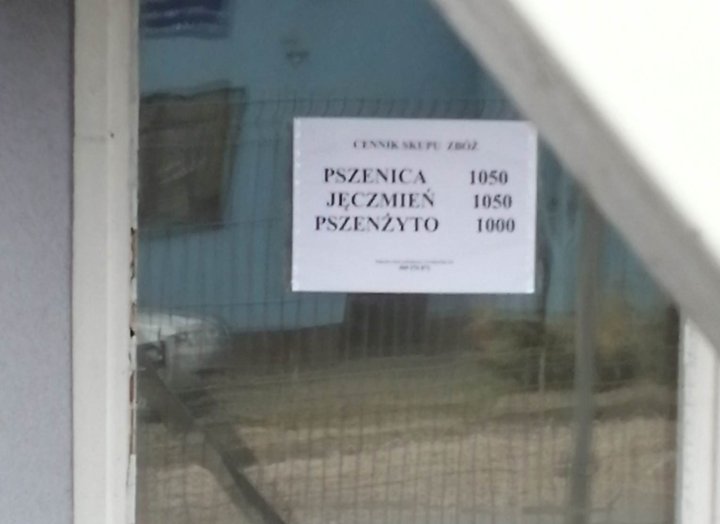 CENNIK SKUPU ZBÓŻ
PSZENICA 1050
JĘCZMIEŃ 1050
PSZENŻYTO 1000